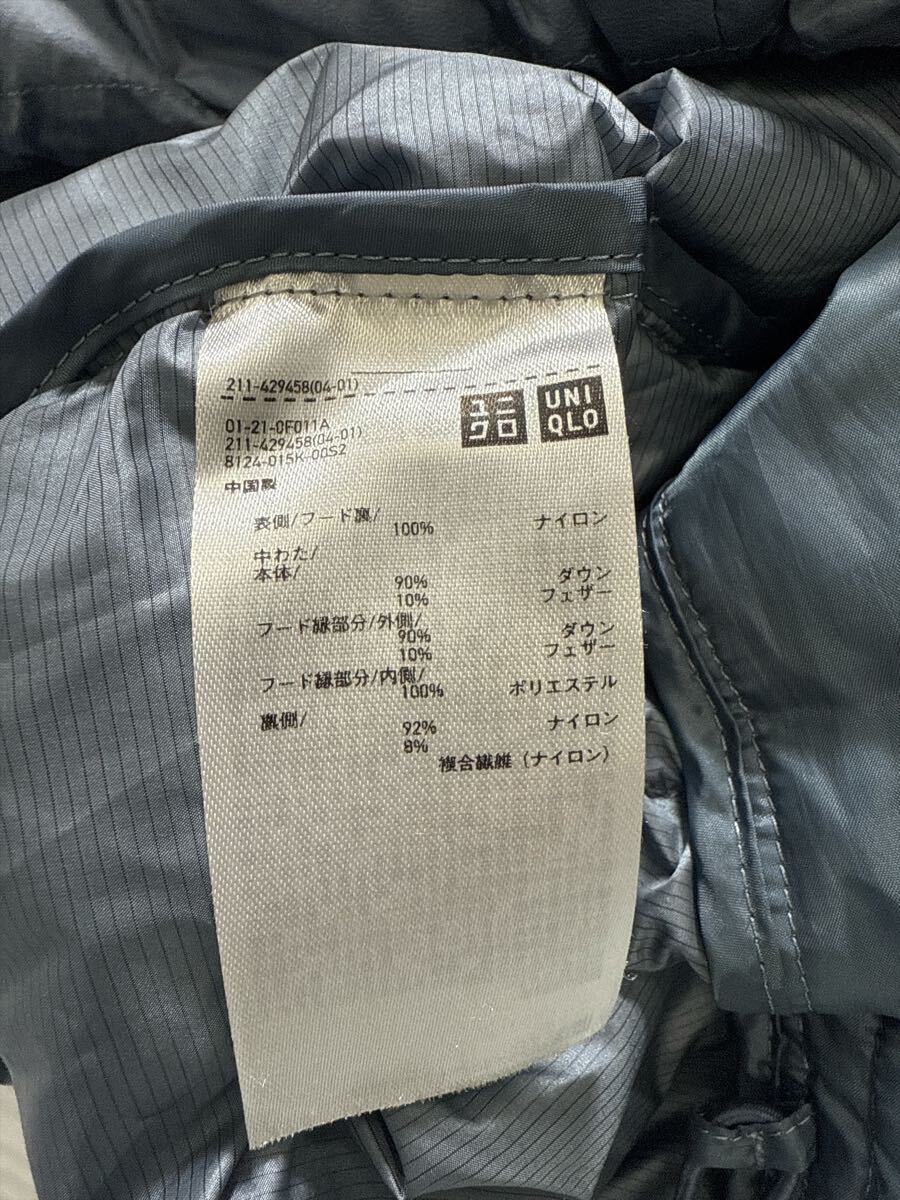 211-429458(04-01)
ユニ
クロ
UNI
QLO
01-21-0F011A
211-429458(04-01)
8124-015K-00S2
中国製
表側/フード裏/
100% ナイロン
中わた/
本体/
90% ダウン
10% フェザー
フード縁部分/外側/
90% ダウン
10% フェザー
フード縁部分/内側/
100% ポリエステル
裏側/
92% ナイロン
8%
複合繊維(ナイロン)